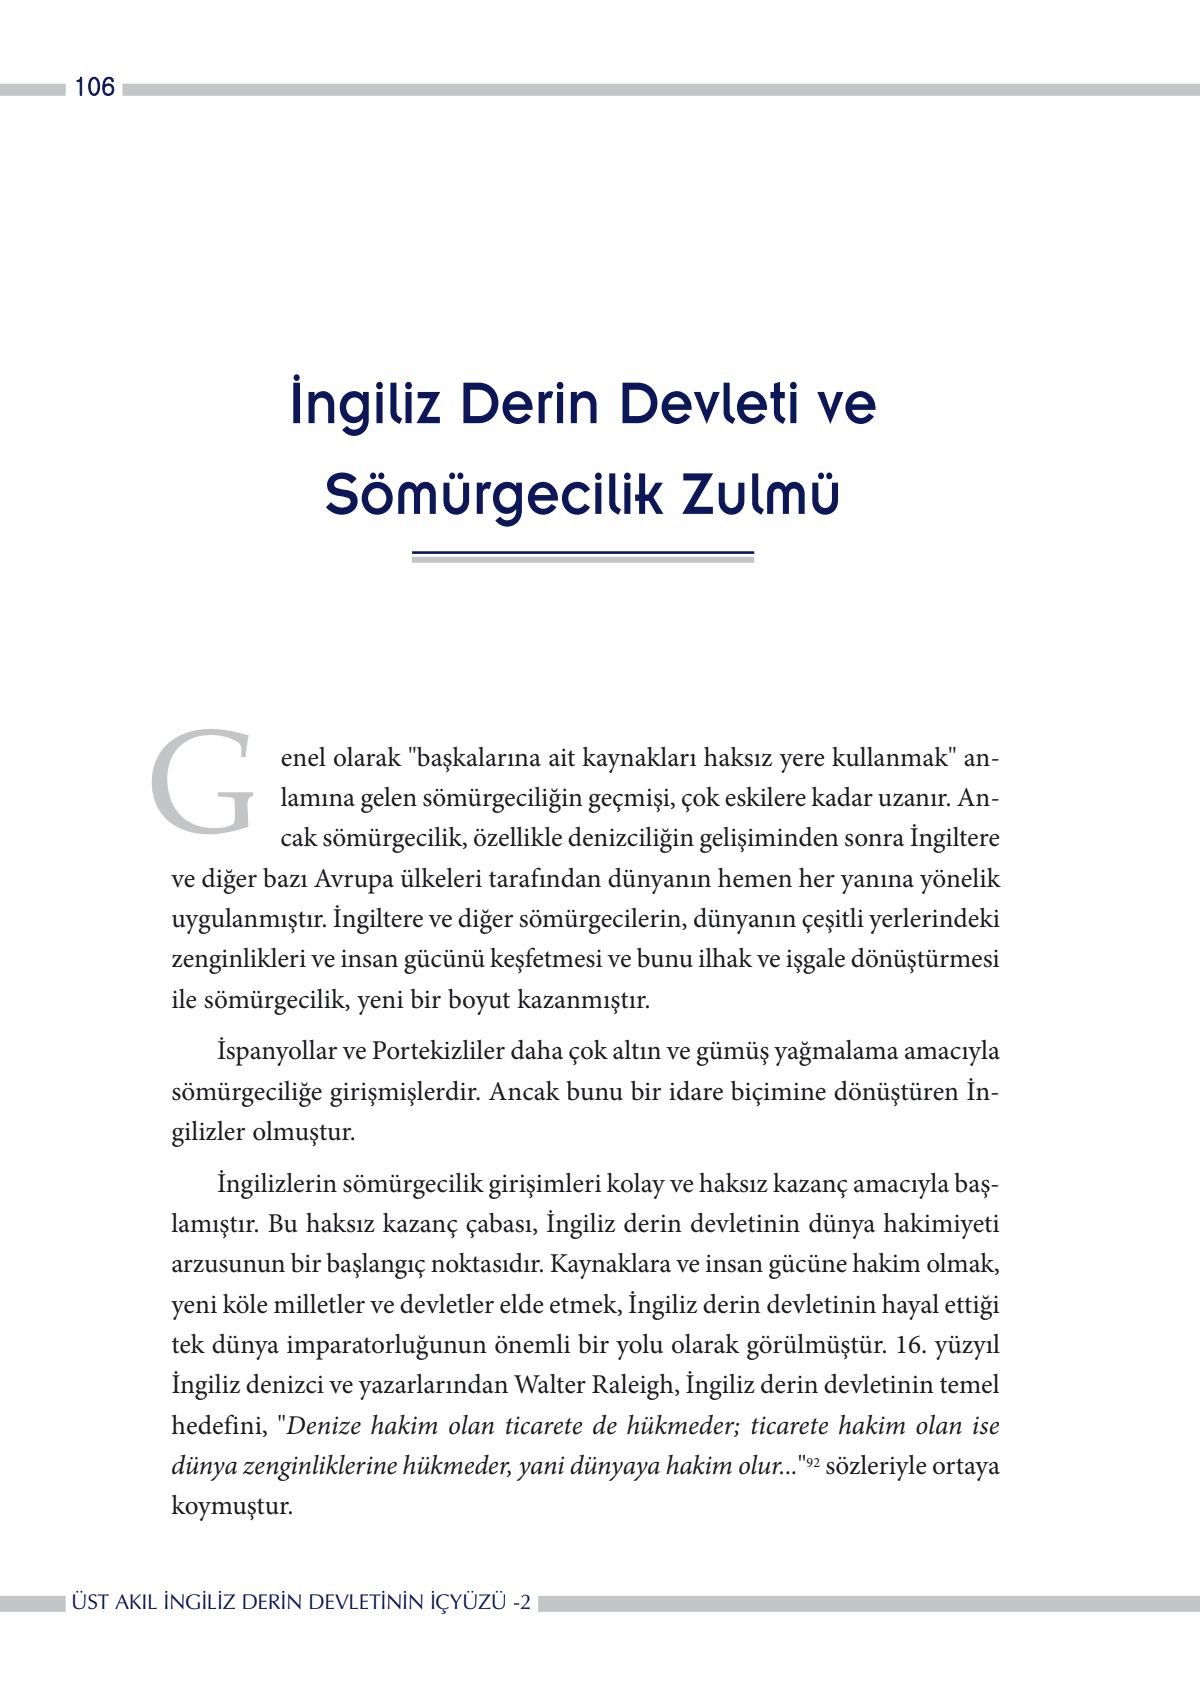 106
İngiliz Derin Devleti ve
Sömürgecilik Zulmü
Genel olarak "başkalarına ait kaynakları haksız yere kullanmak" an-
lamına gelen sömürgeciliğin geçmişi, çok eskilere kadar uzanır. An-
cak sömürgecilik, özellikle denizciliğin gelişiminden sonra İngiltere
ve diğer bazı Avrupa ülkeleri tarafından dünyanın hemen her yanına yönelik
uygulanmıştır. İngiltere ve diğer sömürgecilerin, dünyanın çeşitli yerlerindeki
zenginlikleri ve insan gücünü keşfetmesi ve bunu ilhak ve işgale dönüştürmesi
ile sömürgecilik, yeni bir boyut kazanmıştır.
İspanyollar ve Portekizliler daha çok altın ve gümüş yağmalama amacıyla
sömürgeciliğe girişmişlerdir. Ancak bunu bir idare biçimine dönüştüren İn-
gilizler olmuştur.
İngilizlerin sömürgecilik girişimleri kolay ve haksız kazanç amacıyla baş-
lamıştır. Bu haksız kazanç çabası, İngiliz derin devletinin dünya hakimiyeti
arzusunun bir başlangıç noktasıdır. Kaynaklara ve insan gücüne hakim olmak,
yeni köle milletler ve devletler elde etmek, İngiliz derin devletinin hayal ettiği
tek dünya imparatorluğunun önemli bir yolu olarak görülmüştür. 16. yüzyıl
İngiliz denizci ve yazarlarından Walter Raleigh, İngiliz derin devletinin temel
hedefini, "Denize hakim olan ticarete de hükmeder; ticarete hakim olan ise
dünya zenginliklerine hükmeder, yani dünyaya hakim olur..."92 sözleriyle ortaya
koymuştur.
ÜST AKIL İNGİLİZ DERİN DEVLETİNİN İÇYÜZÜ -2